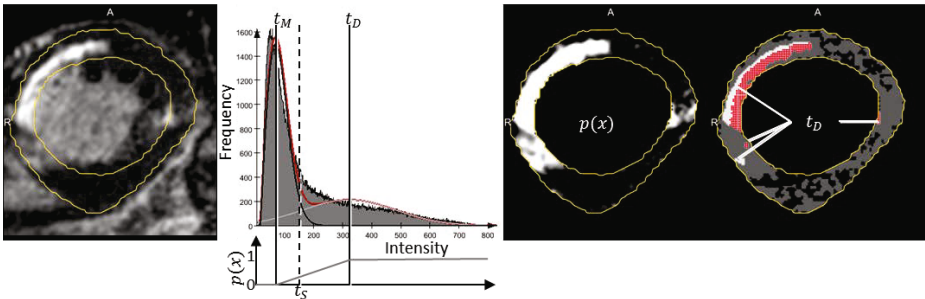 A
R
t_M
t_D
Frequency
1600
1400
1200
1000
800
600
400
200
0
100 200 300 400 500 600 700 800
Intensity
p(x)
1
0
t_S
A
R
p(x)
A
R
t_D